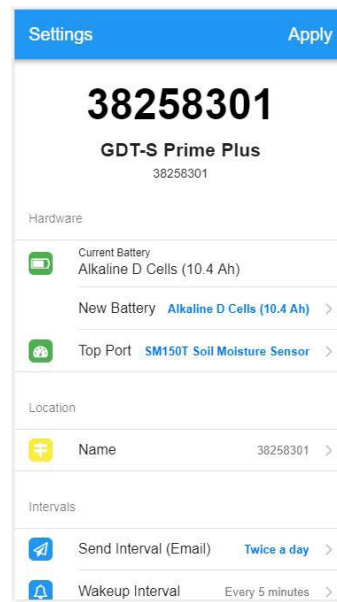 Settings Apply
38258301
GDT-S Prime Plus
38258301
Hardware
Current Battery
Alkaline D Cells (10.4 Ah)
New Battery Alkaline D Cells (10.4 Ah)
Top Port SM150T Soil Moisture Sensor
Location
Name 38258301
Intervals
Send Interval (Email) Twice a day
Wakeup Interval Every 5 minutes